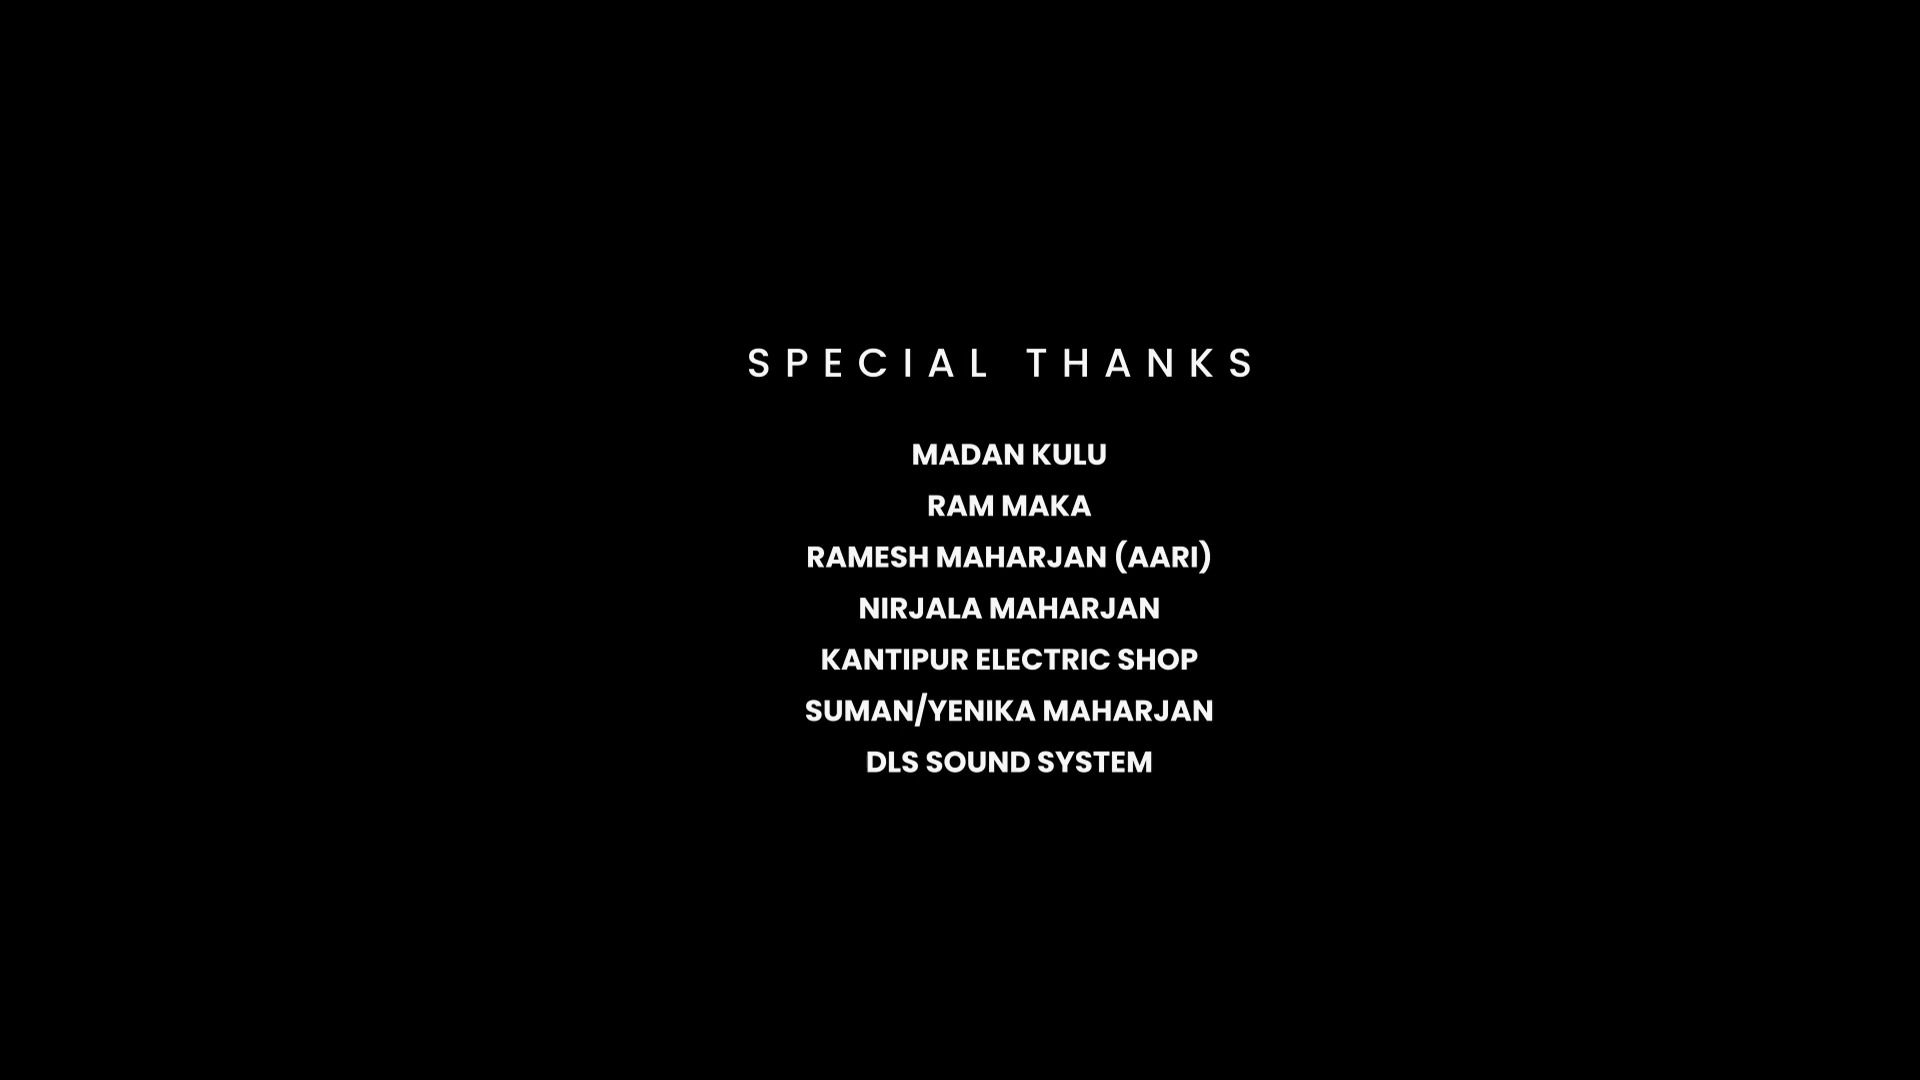 SPECIAL THANKS
MADAN KULU
RAM MAKA
RAMESH MAHARJAN (AARI)
NIRJALA MAHARJAN
KANTIPUR ELECTRIC SHOP
SUMAN/YENIKA MAHARJAN
DLS SOUND SYSTEM